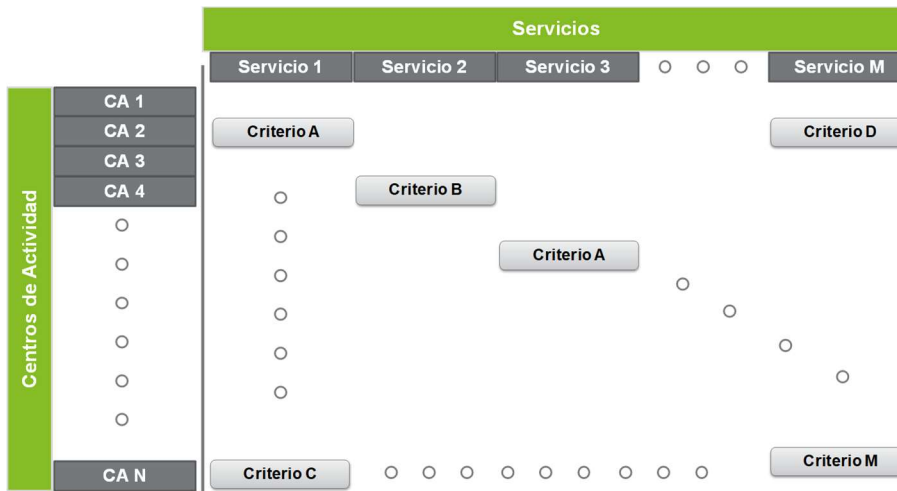 Servicios
Servicio 1 Servicio 2 Servicio 3 Servicio M
Centros de Actividad
CA 1
CA 2 Criterio A Criterio D
CA 3
CA 4 Criterio B
Criterio A
CA N Criterio C Criterio M